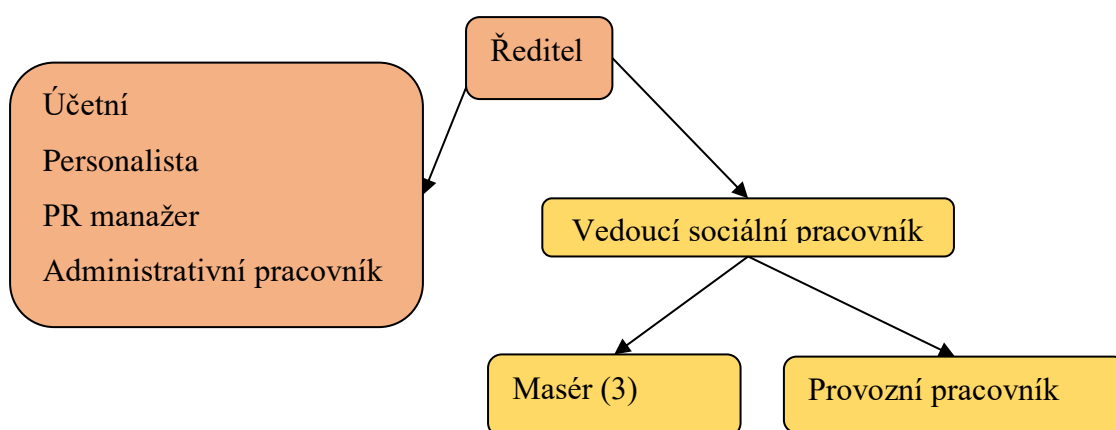 Ředitel
Účetní
Personalista
PR manažer
Administrativní pracovník
Vedoucí sociální pracovník
Masér (3)
Provozní pracovník